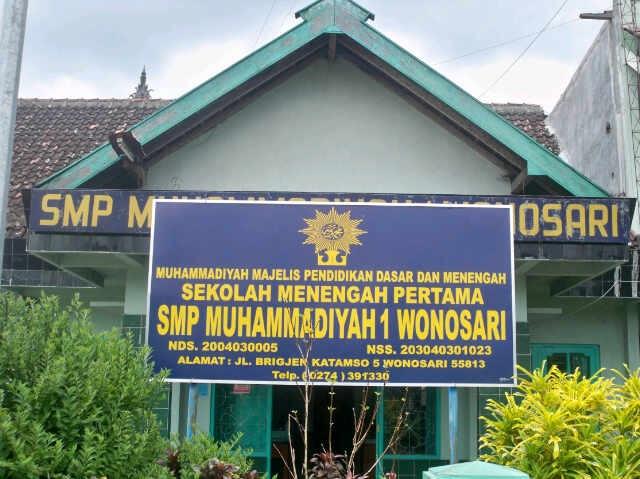 SMP WONOSARI
MUHAMMADIYAH MAJELIS PENDIDIKAN DASAR DAN MENENGAH
SEKOLAH MENENGAH PERTAMA
SMP MUHAMMADIYAH 1 WONOSARI
NDS. 2004030005 NSS. 203040301023
ALAMAT : JL. BRIGJEN KATAMSO 5 WONOSARI 55813
Telp. (0274) 391330